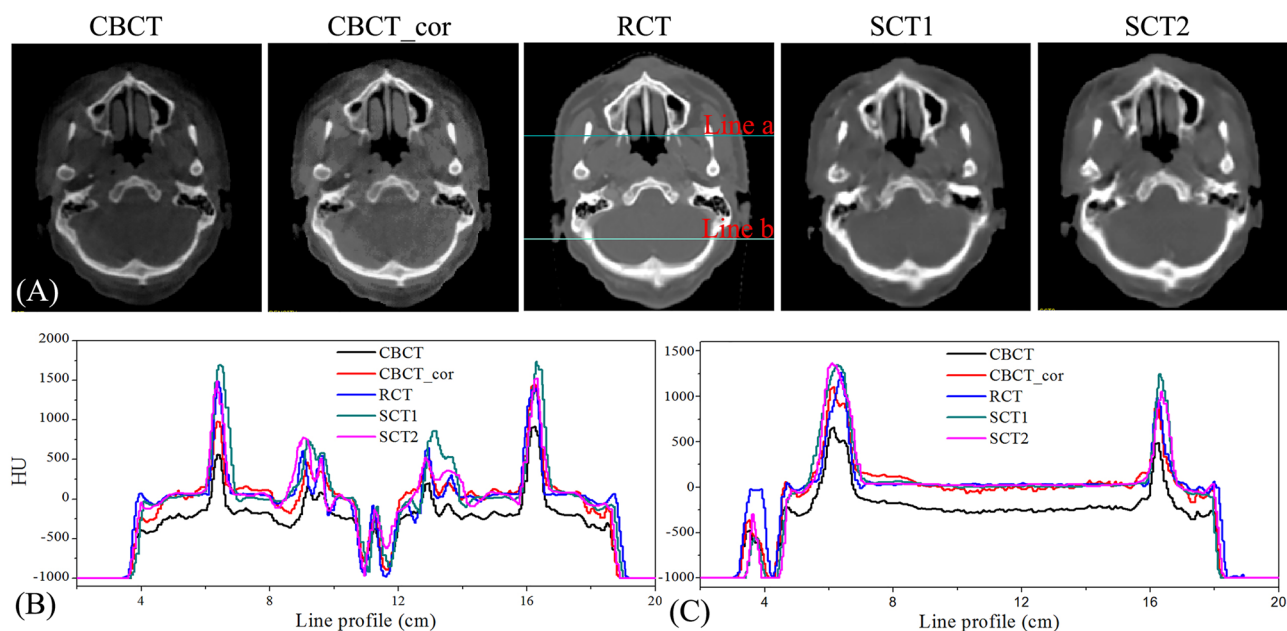 CBCT CBCT_cor RCT SCT1 SCT2
Line a
Line b
(A)
2000
1500
1000
500
0
-500
-1000
HU
CBCT
CBCT_cor
RCT
SCT1
SCT2
4 8 12 16 20
Line profile (cm)
(B)
1500
1000
500
0
-500
-1000
CBCT
CBCT_cor
RCT
SCT1
SCT2
4 8 12 16 20
Line profile (cm)
(C)